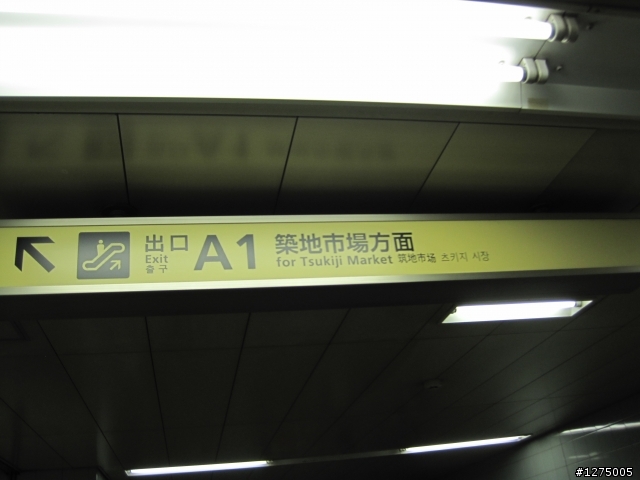 出口
Exit
출구
A1
築地市場方面
for Tsukiji Market 筑地市场 츠키지 시장
#1275005